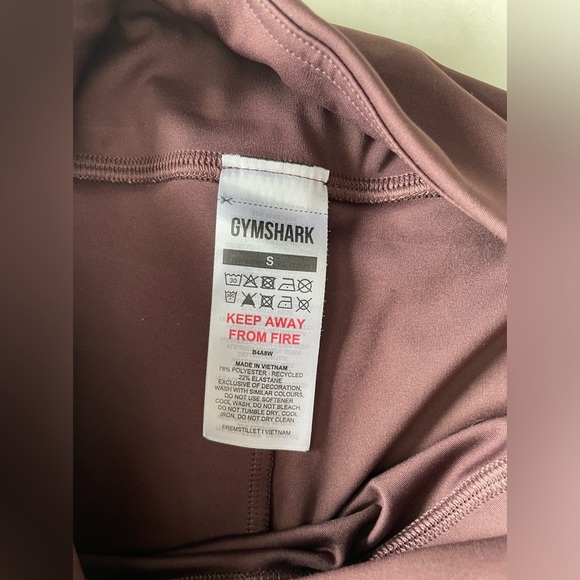 GYMSHARK
S
30
KEEP AWAY
FROM FIRE
B4A8W
MADE IN VIETNAM
78% POLYESTER - RECYCLED
22% ELASTANE
EXCLUSIVE OF DECORATION,
WASH WITH SIMILAR COLOURS,
DO NOT USE SOFTENER
COOL WASH, DO NOT BLEACH,
DO NOT TUMBLE DRY, COOL
IRON, DO NOT DRY CLEAN
FREMSTILLET I VIETNAM